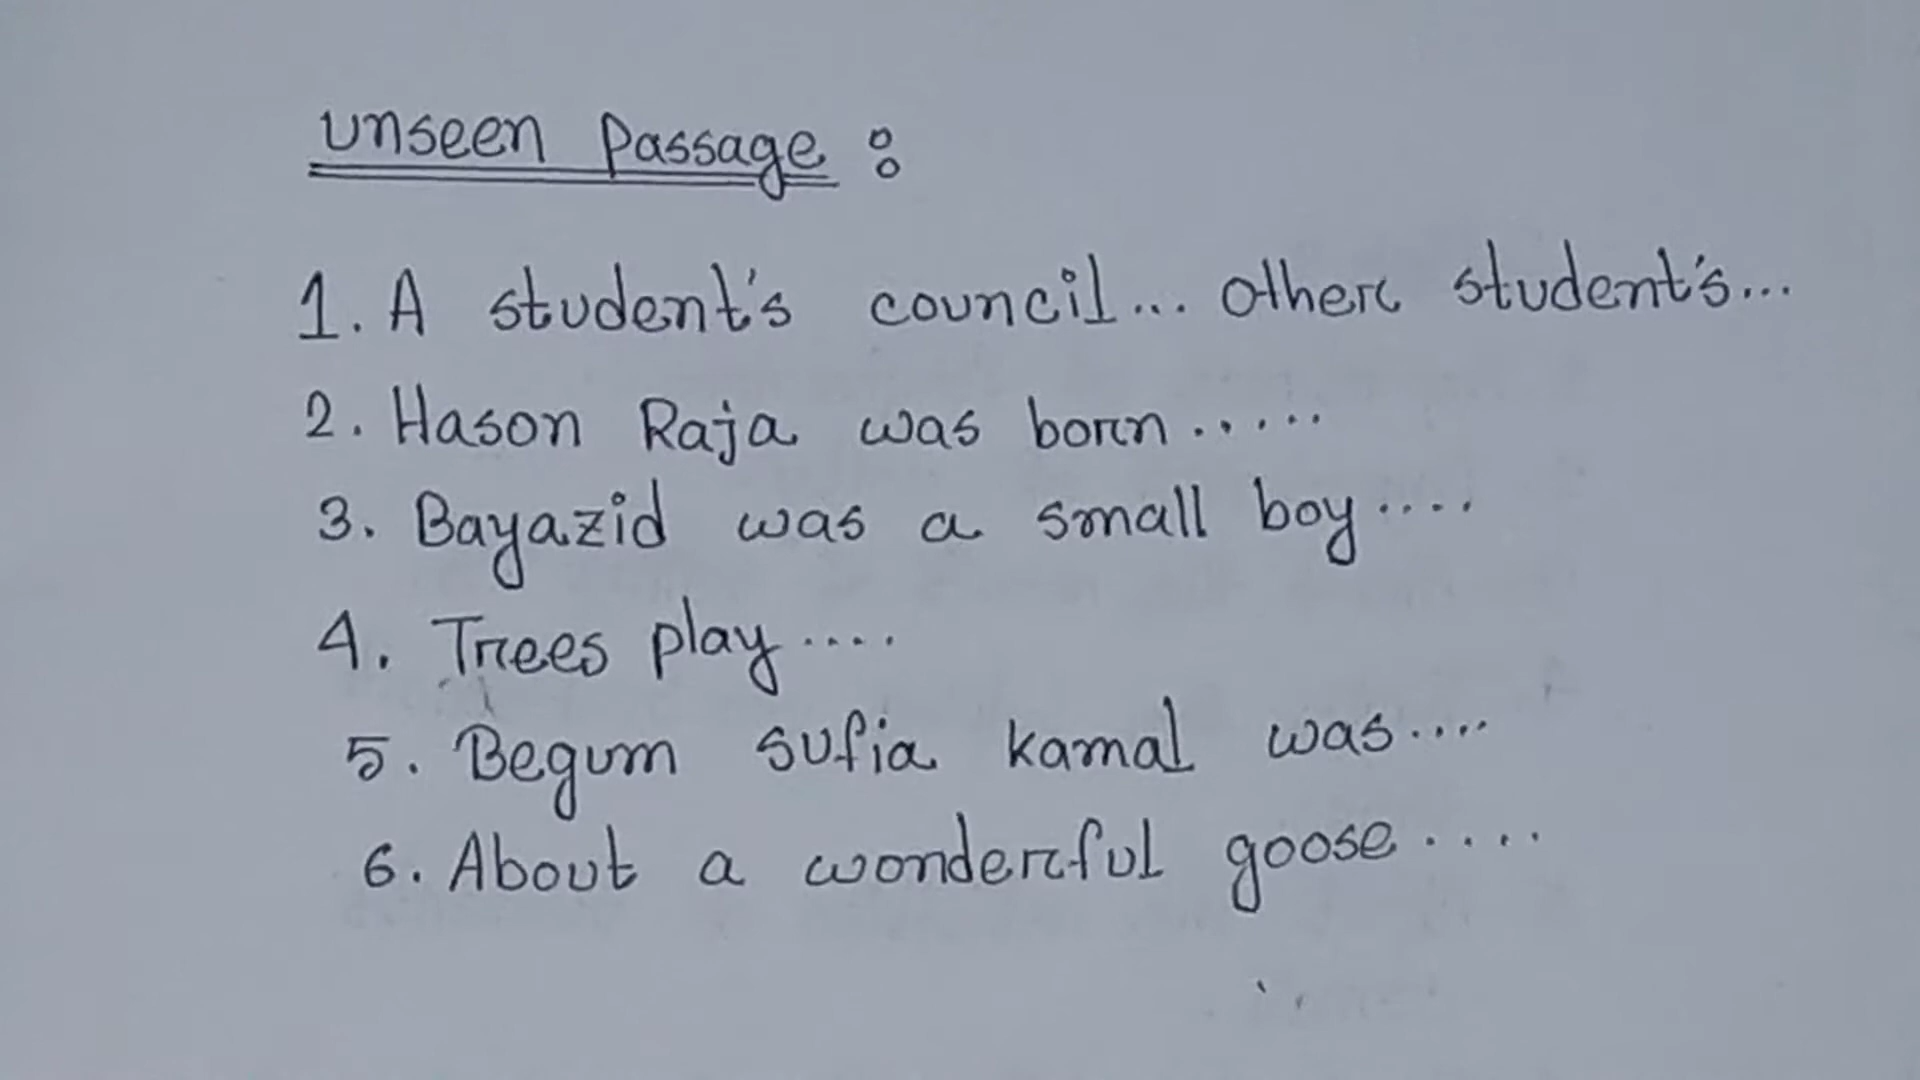 Unseen Passage :
1. A student's council... Other student's...
2. Hason Raja was born.....
3. Bayazid was a small boy....
4. Trees play....
5. Begum sufia kamal was....
6. About a wonderful goose....